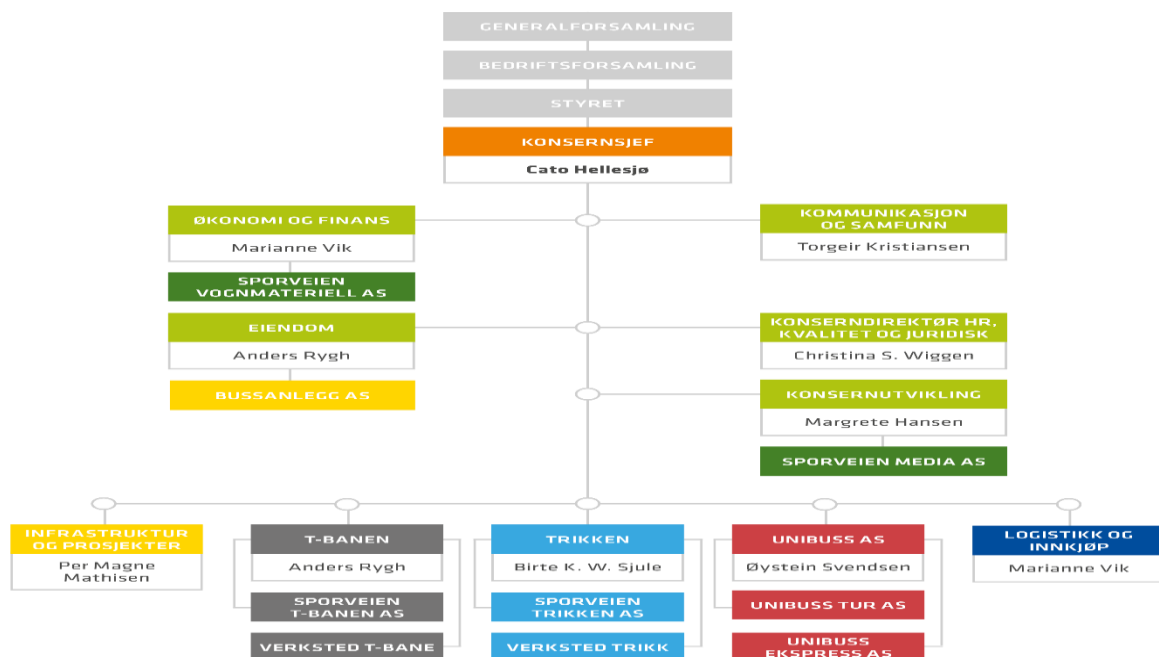 GENERALFORSAMLING
BEDRIFTSFORSAMLING
STYRET
KONSERNSJEF
Cato Hellesjø
ØKONOMI OG FINANS
Marianne Vik
SPORVEIEN
VOGNMATERIELL AS
KOMMUNIKASJON
OG SAMFUNN
Torgeir Kristiansen
EIENDOM
Anders Rygh
BUSSANLEGG AS
KONSERNDIREKTØR HR,
KVALITET OG JURIDISK
Christina S. Wiggen
KONSERNUTVIKLING
Margrete Hansen
SPORVEIEN MEDIA AS
INFRASTRUKTUR
OG PROSJEKTER
Per Magne
Mathisen
T-BANEN
Anders Rygh
SPORVEIEN
T-BANEN AS
VERKSTED T-BANE
TRIKKEN
Birte K. W. Sjule
SPORVEIEN
TRIKKEN AS
VERKSTED TRIKK
UNIBUSS AS
Øystein Svendsen
UNIBUSS TUR AS
UNIBUSS
EKSPRESS AS
LOGISTIKK OG
INNKJØP
Marianne Vik